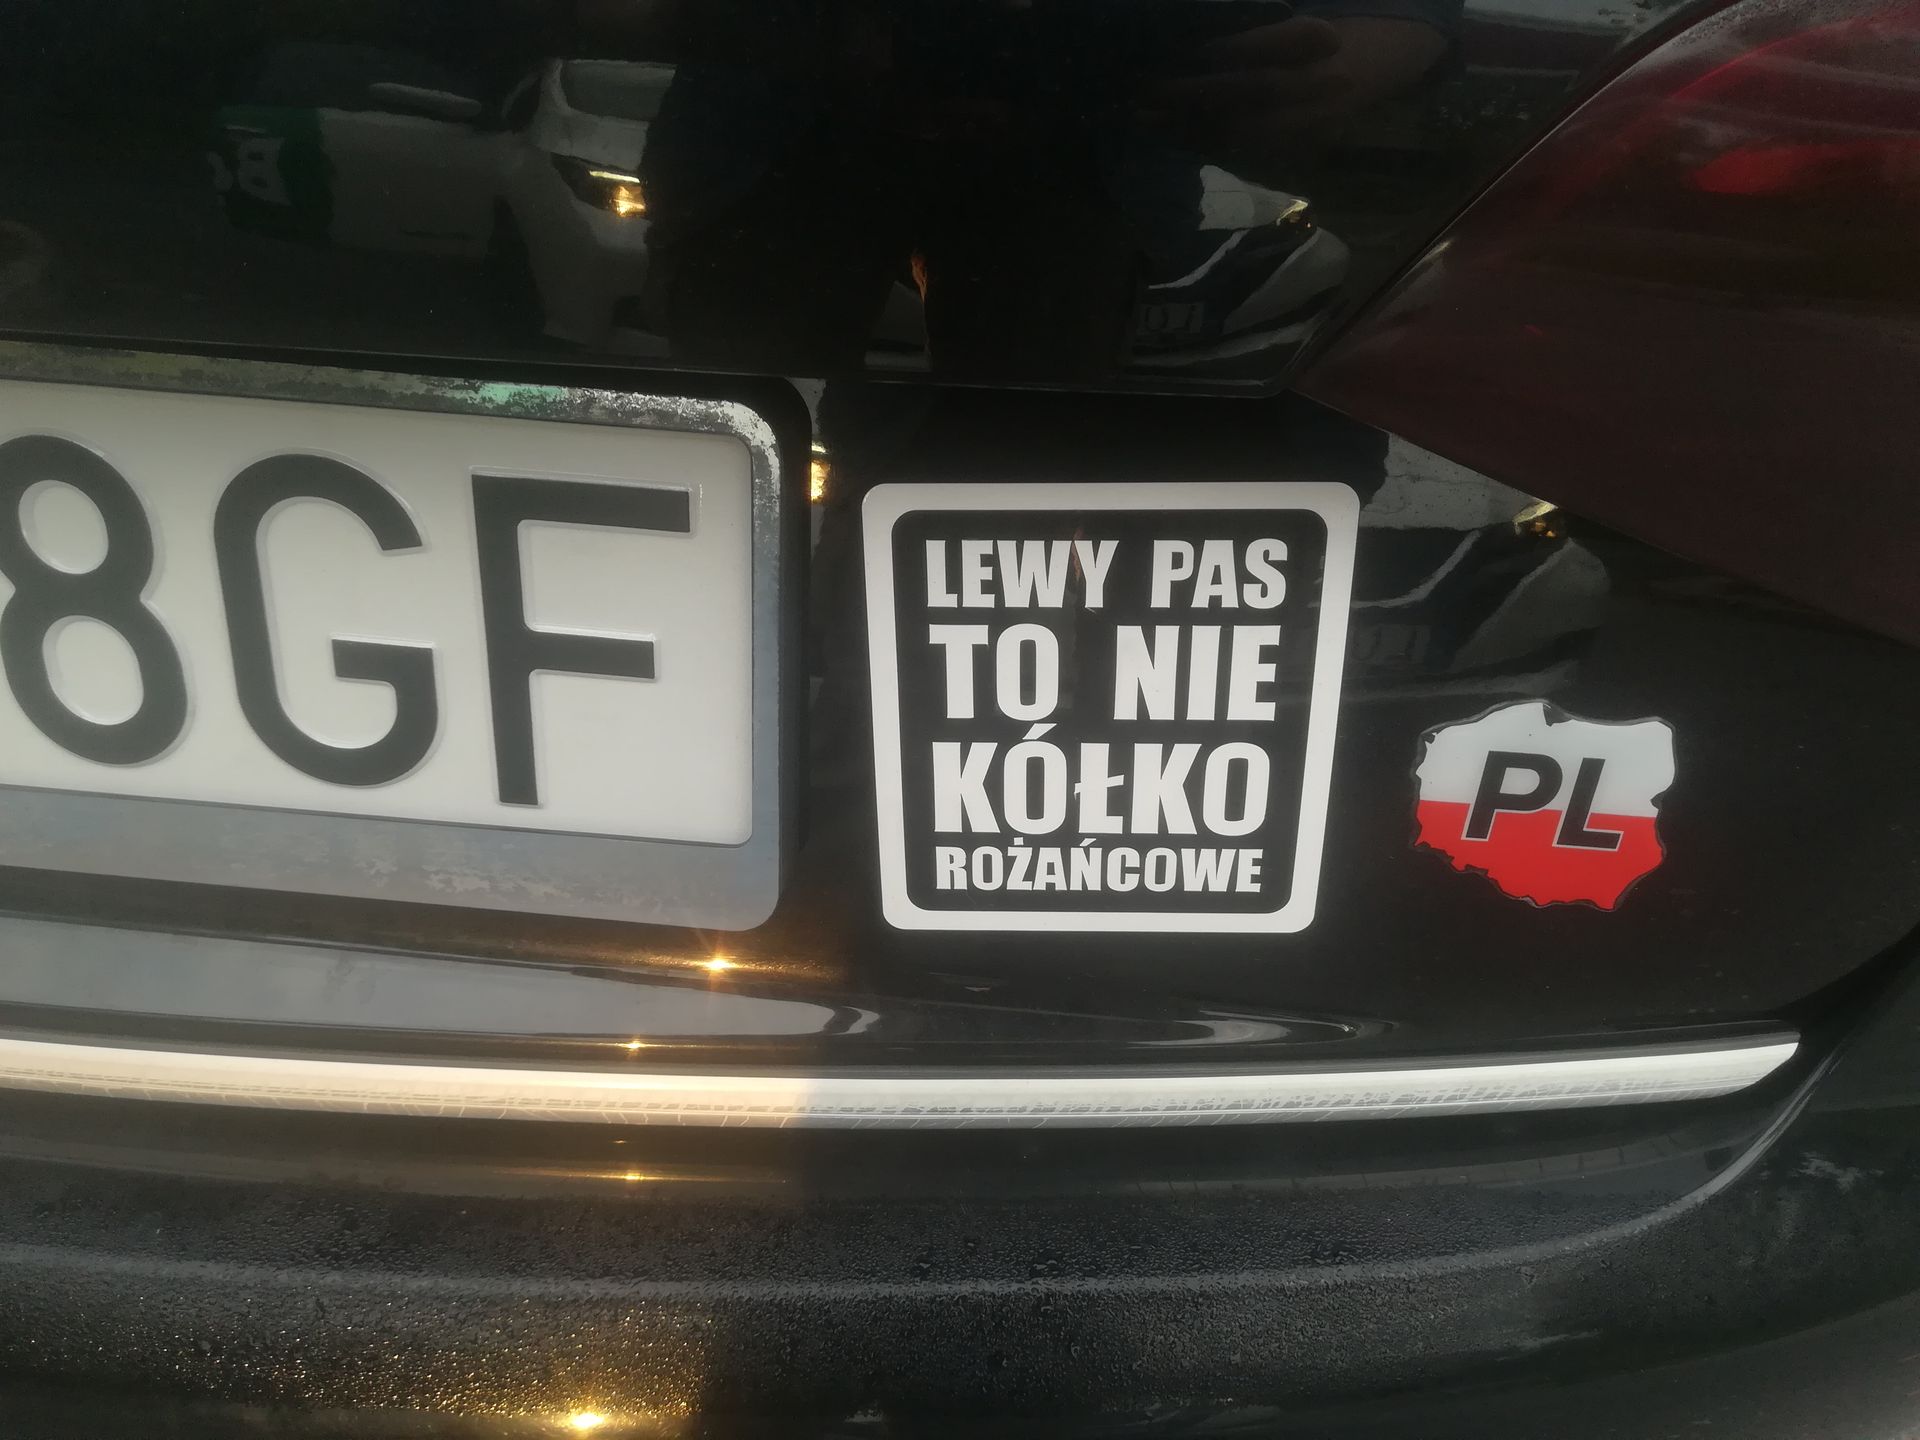 8GF
LEWY PAS
TO NIE
KÓŁKO
ROŻAŃCOWE
PL